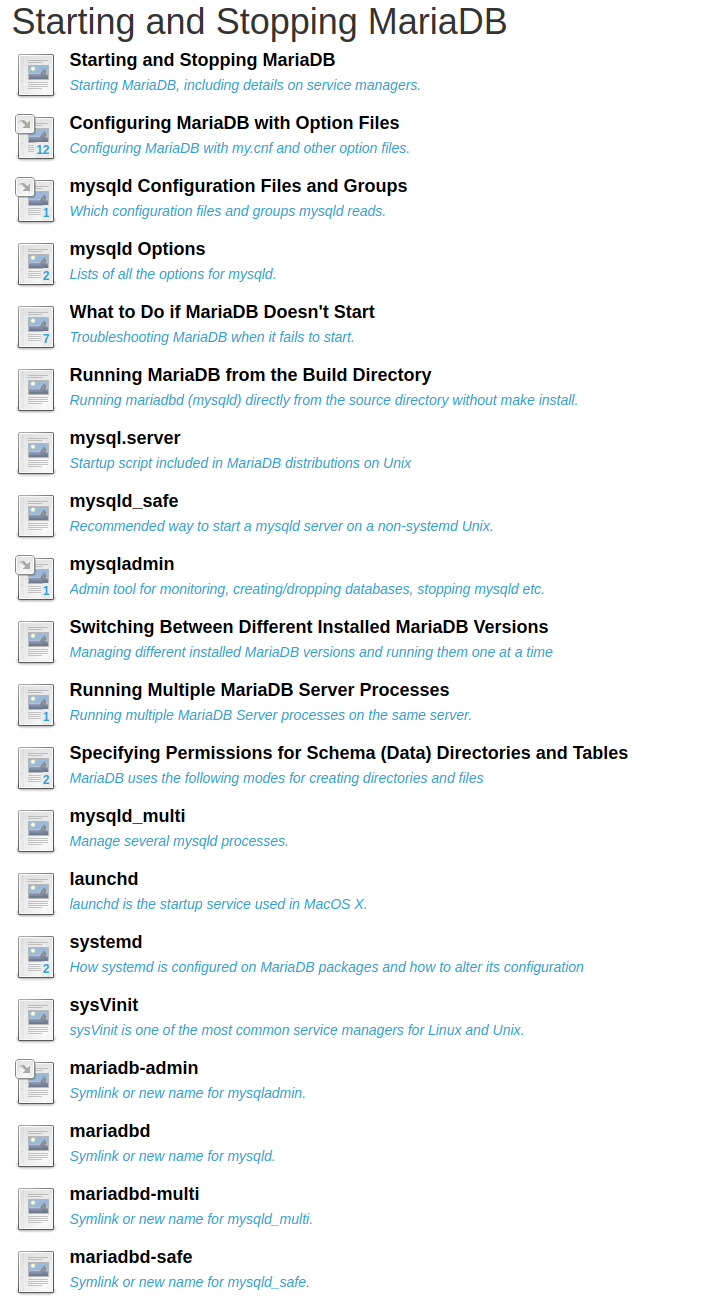 Starting and Stopping MariaDB
Starting and Stopping MariaDB
Starting MariaDB, including details on service managers.
Configuring MariaDB with Option Files
12
Configuring MariaDB with my.cnf and other option files.
mysqld Configuration Files and Groups
1
Which configuration files and groups mysqld reads.
mysqld Options
2
Lists of all the options for mysqld.
What to Do if MariaDB Doesn't Start
7
Troubleshooting MariaDB when it fails to start.
Running MariaDB from the Build Directory
Running mariadbd (mysqld) directly from the source directory without make install.
mysql.server
Startup script included in MariaDB distributions on Unix
mysqld_safe
Recommended way to start a mysqld server on a non-systemd Unix.
mysqladmin
1
Admin tool for monitoring, creating/dropping databases, stopping mysqld etc.
Switching Between Different Installed MariaDB Versions
Managing different installed MariaDB versions and running them one at a time
Running Multiple MariaDB Server Processes
1
Running multiple MariaDB Server processes on the same server.
Specifying Permissions for Schema (Data) Directories and Tables
2
MariaDB uses the following modes for creating directories and files
mysqld_multi
Manage several mysqld processes.
launchd
launchd is the startup service used in MacOS X.
systemd
2
How systemd is configured on MariaDB packages and how to alter its configuration
sysVinit
sysVinit is one of the most common service managers for Linux and Unix.
mariadb-admin
Symlink or new name for mysqladmin.
mariadbd
Symlink or new name for mysqld.
mariadbd-multi
Symlink or new name for mysqld_multi.
mariadbd-safe
Symlink or new name for mysqld_safe.